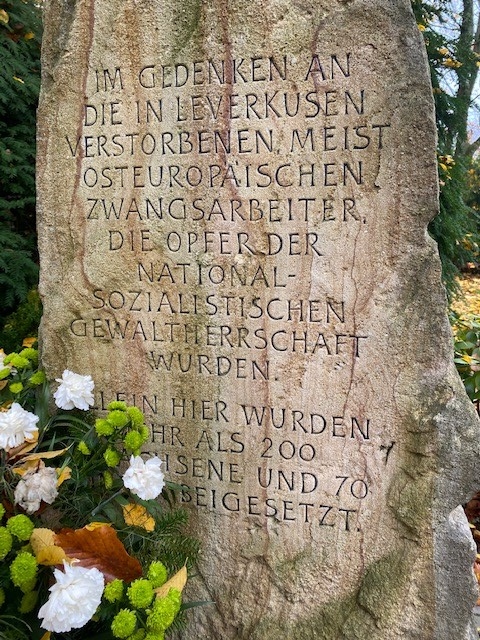 IM GEDENKEN AN
DIE IN LEVERKUSEN
VERSTORBENEN, MEIST
OSTEUROPÄISCHEN
ZWANGSARBEITER,
DIE OPFER DER
NATIONAL-
SOZIALISTISCHEN
GEWALTHERRSCHAFT
WURDEN.
HIER WURDEN
ALS 200
UND 70
BEIGESETZT.